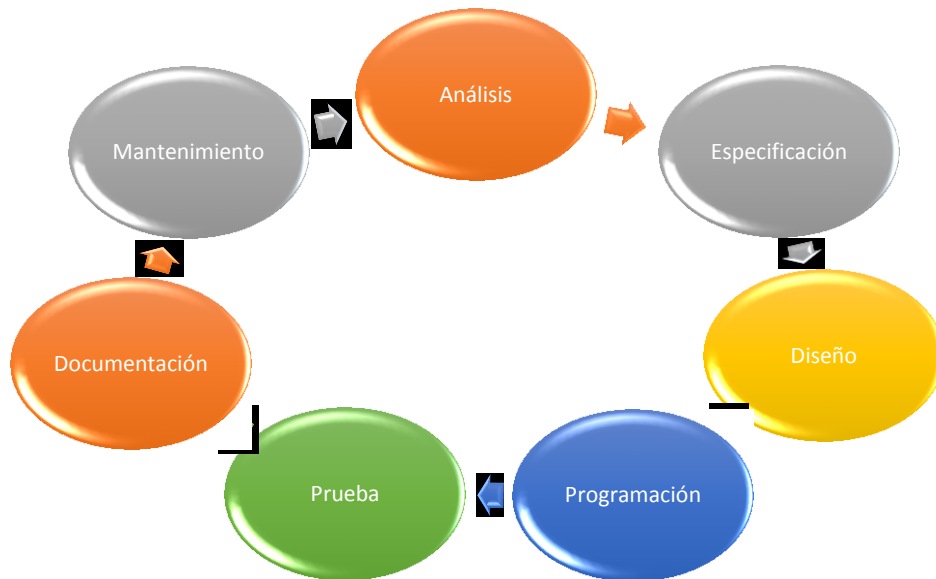 Análisis
Especificación
Diseño
Programación
Prueba
Documentación
Mantenimiento